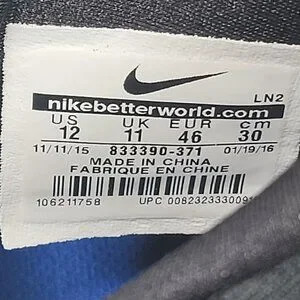 LN2
nikebetterworld.com
US UK EUR cm
12 11 46 30
11/11/15 833390-371 01/19/16
MADE IN CHINA
FABRIQUE EN CHINE
106211758 UPC